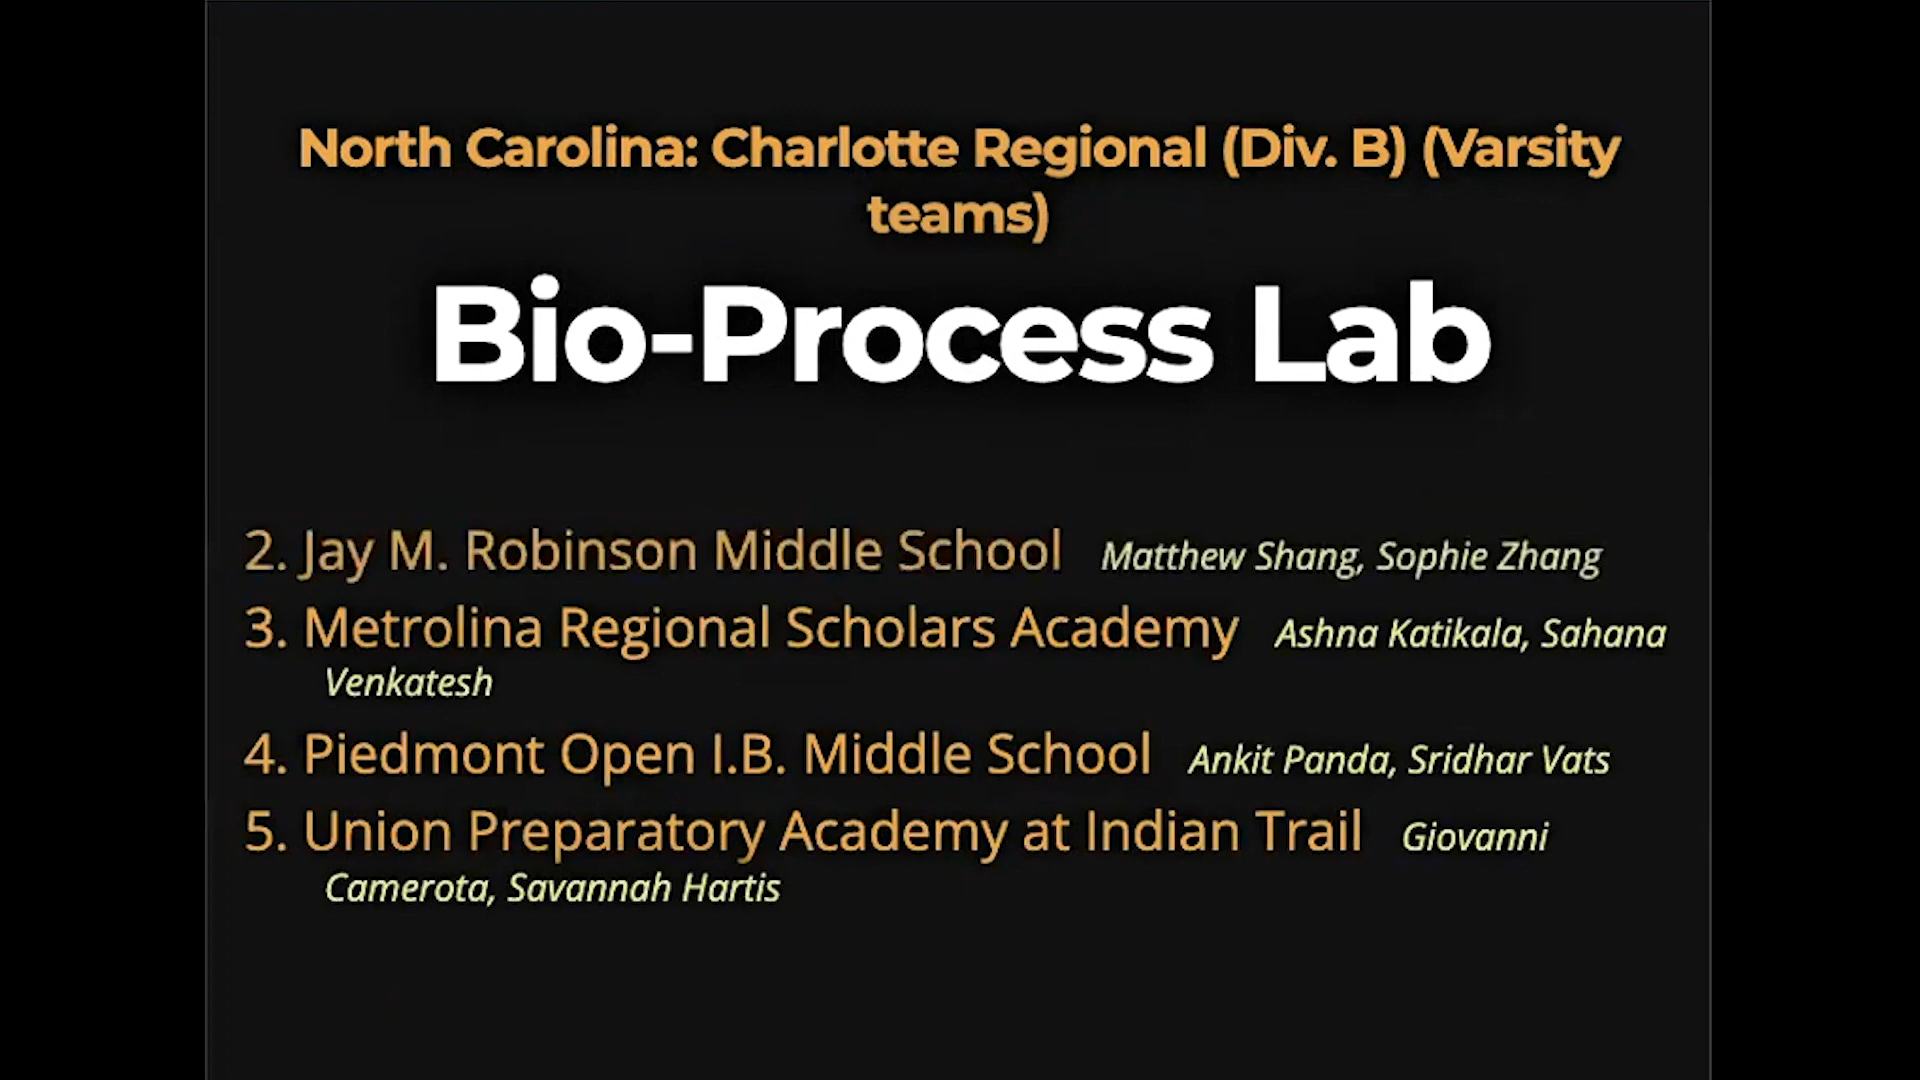 North Carolina: Charlotte Regional (Div. B) (Varsity
teams)
Bio-Process Lab
2. Jay M. Robinson Middle School Matthew Shang, Sophie Zhang
3. Metrolina Regional Scholars Academy Ashna Katikala, Sahana
Venkatesh
4. Piedmont Open I.B. Middle School Ankit Panda, Sridhar Vats
5. Union Preparatory Academy at Indian Trail Giovanni
Camerota, Savannah Hartis